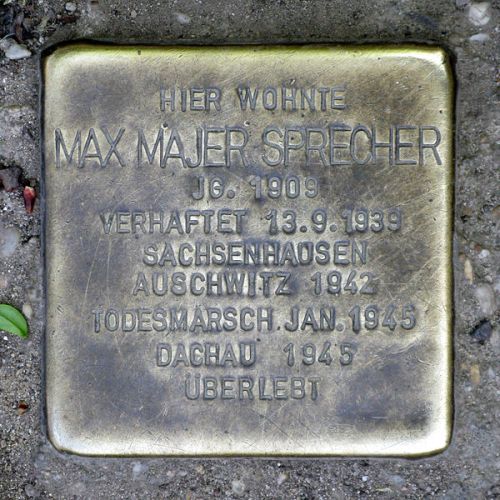 HIER WOHNTE
MAX MAJER SPRECHER
JG. 1909
VERHAFTET 13.9.1939
SACHSENHAUSEN
AUSCHWITZ 1942
TODESMARSCH JAN. 1945
DACHAU 1945
ÜBERLEBT